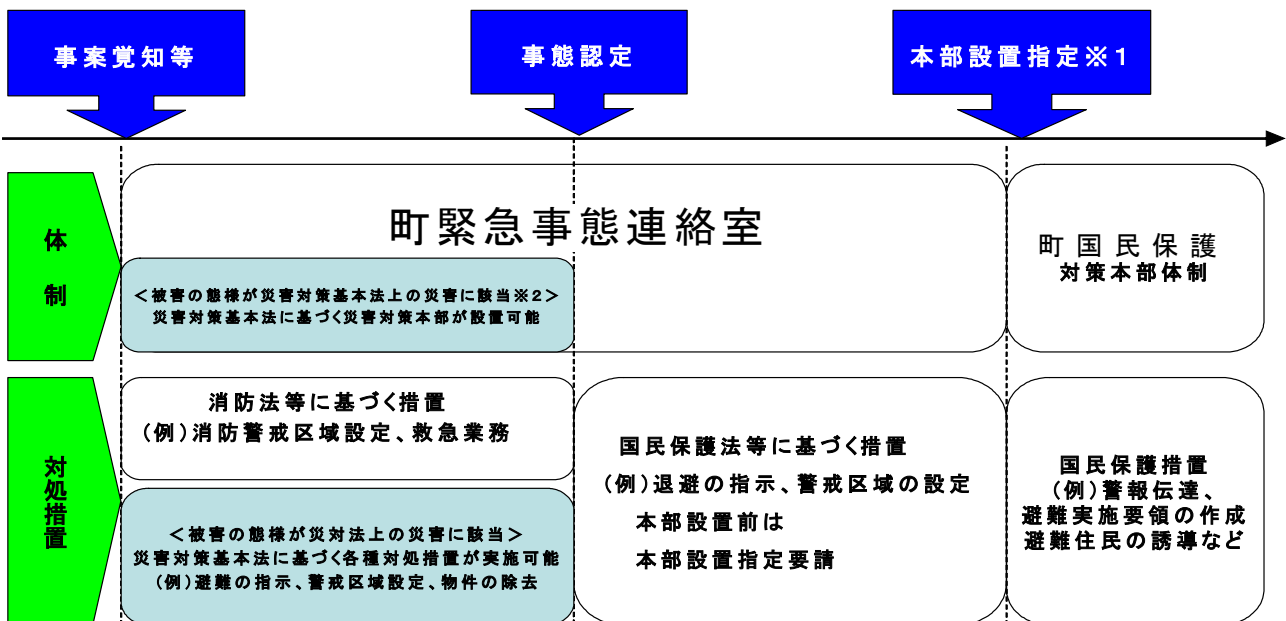 事案覚知等
事態認定
本部設置指定※1
体制
町緊急事態連絡室
＜被害の態様が災害対策基本法上の災害に該当※2＞
災害対策基本法に基づく災害対策本部が設置可能
町国民保護
対策本部体制
対処措置
消防法等に基づく措置
（例）消防警戒区域設定、救急業務
＜被害の態様が災対法上の災害に該当＞
災害対策基本法に基づく各種対処措置が実施可能
（例）避難の指示、警戒区域設定、物件の除去
国民保護法等に基づく措置
（例）退避の指示、警戒区域の設定
本部設置前は
本部設置指定要請
国民保護措置
（例）警報伝達、
避難実施要領の作成
避難住民の誘導など